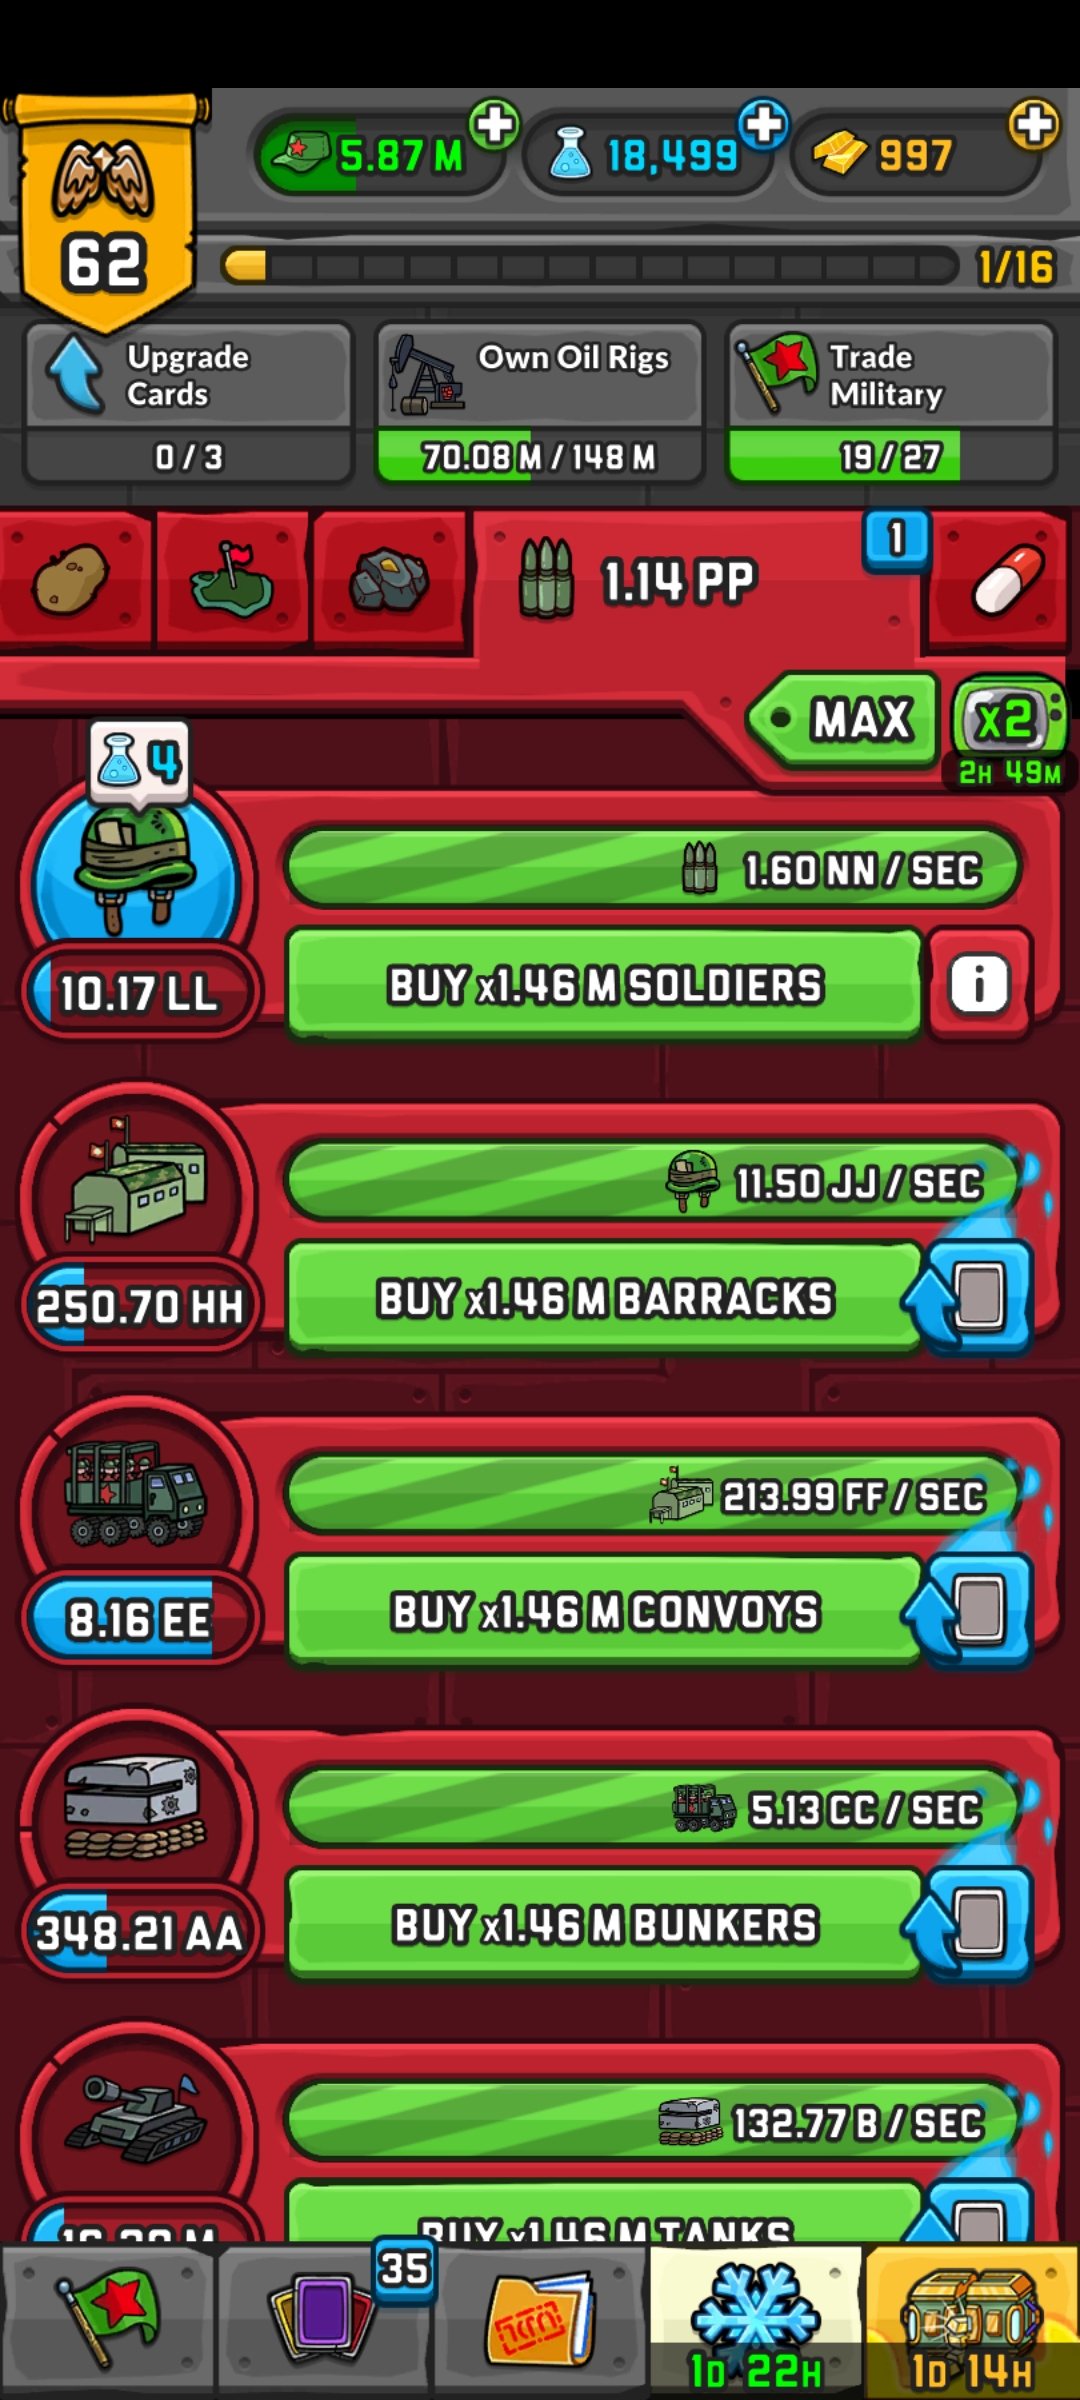 5.87 M
18,499
997
62
1/16
Upgrade
Cards
0 / 3
Own Oil Rigs
70.08 M / 148 M
Trade
Military
19 / 27
1.14 PP
1
MAX
x2
2H 49M
4
1.60 NN / SEC
10.17 LL
BUY x1.46 M SOLDIERS
i
11.50 JJ / SEC
250.70 HH
BUY x1.46 M BARRACKS
213.99 FF / SEC
8.16 EE
BUY x1.46 M CONVOYS
5.13 CC / SEC
348.21 AA
BUY x1.46 M BUNKERS
132.77 B / SEC
BUY x1.46 M TANKS
35
1D 22H
1D 14H